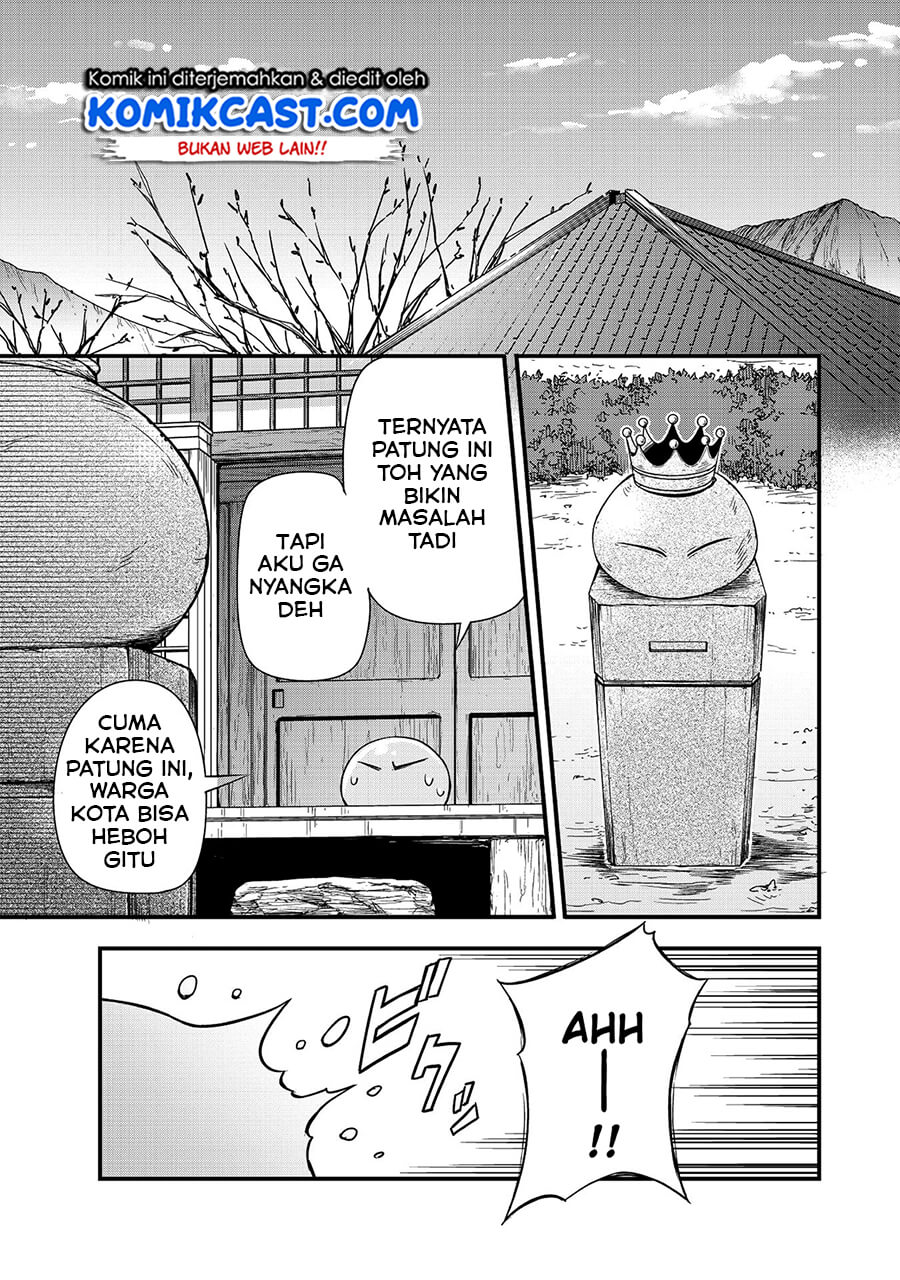 Komik ini diterjemahkan & diedit oleh
KOMIKCAST.COM
BUKAN WEB LAIN!!
TERNYATA
PATUNG INI
TOH YANG
BIKIN
MASALAH
TADI
TAPI
AKU GA
NYANGKA
DEH
CUMA
KARENA
PATUNG INI,
WARGA
KOTA BISA
HEBOH
GITU
AHH
—
!!
ビクッ